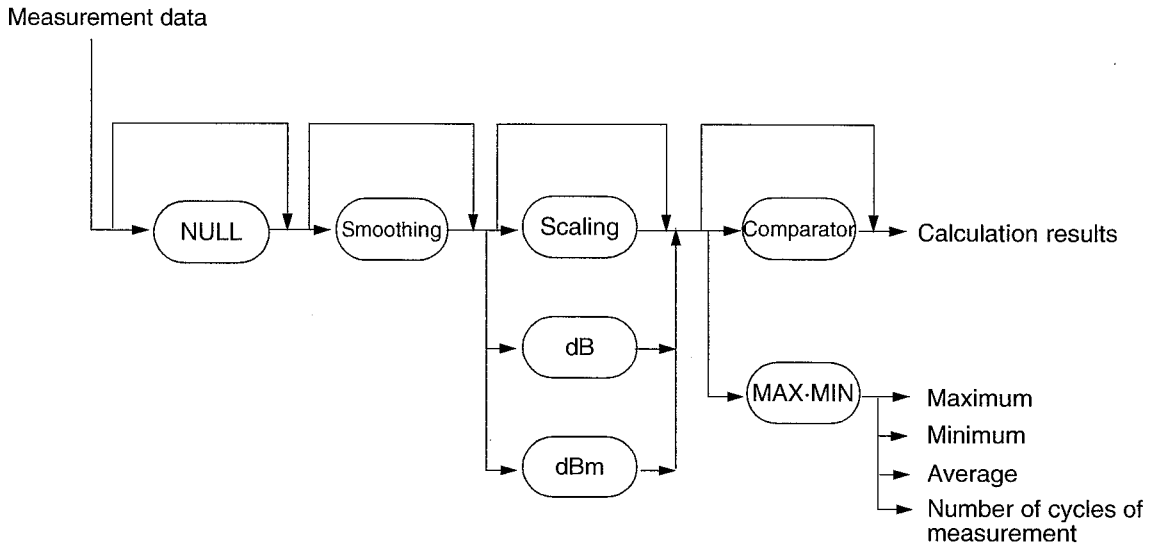 Measurement data
NULL
Smoothing
Scaling
Comparator
Calculation results
dB
dBm
MAX·MIN
Maximum
Minimum
Average
Number of cycles of
measurement